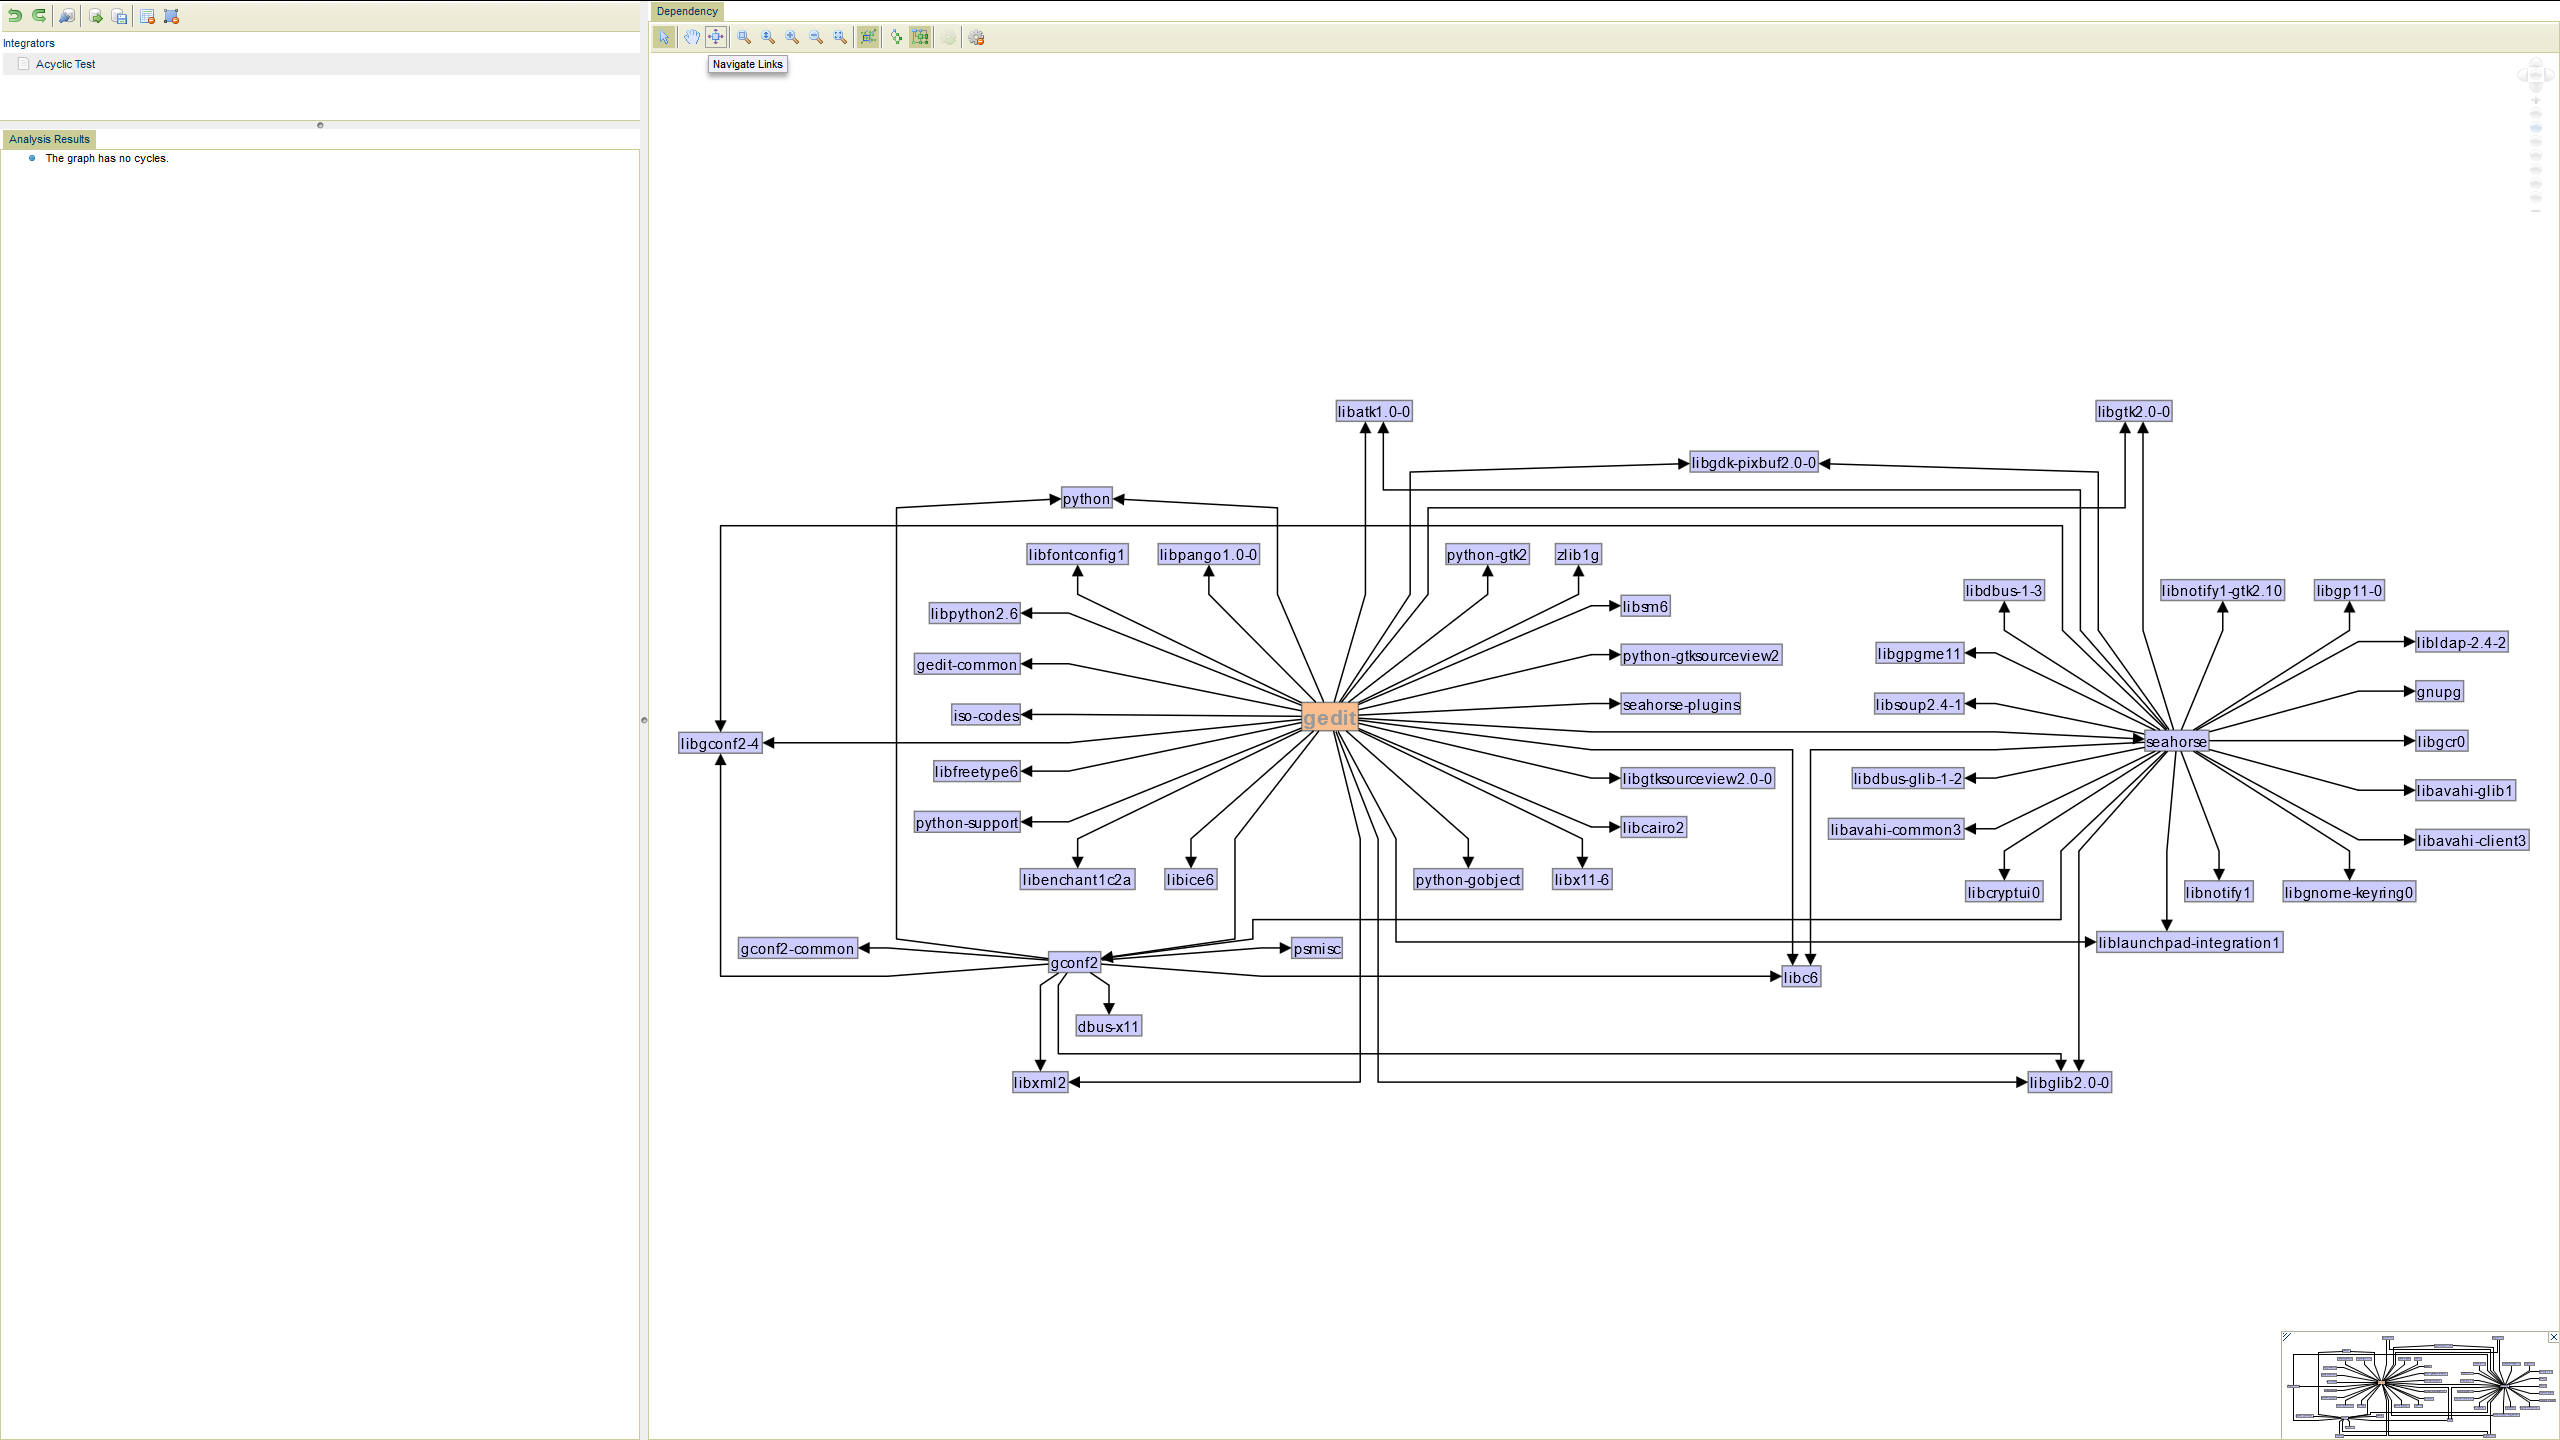 Dependency
Navigate Links
Integrators
Acyclic Test
Analysis Results
The graph has no cycles.
libatk1.0-0
libgtk2.0-0
libgdk-pixbuf2.0-0
python
libfontconfig1
libpango1.0-0
python-gtk2
zlib1g
libdbus-1-3
libnotify1-gtk2.10
libgp11-0
libpython2.6
libsm6
libldap-2.4-2
gedit-common
python-gtksourceview2
libgpgme11
gnupg
iso-codes
seahorse-plugins
libsoup2.4-1
gedit
libgconf2-4
seahorse
libgcr0
libfreetype6
libgtksourceview2.0-0
libdbus-glib-1-2
libavahi-glib1
python-support
libcairo2
libavahi-common3
libavahi-client3
libenchant1c2a
libice6
python-gobject
libx11-6
libcryptui0
libnotify1
libgnome-keyring0
gconf2-common
psmisc
liblaunchpad-integration1
gconf2
libc6
dbus-x11
libxml2
libglib2.0-0